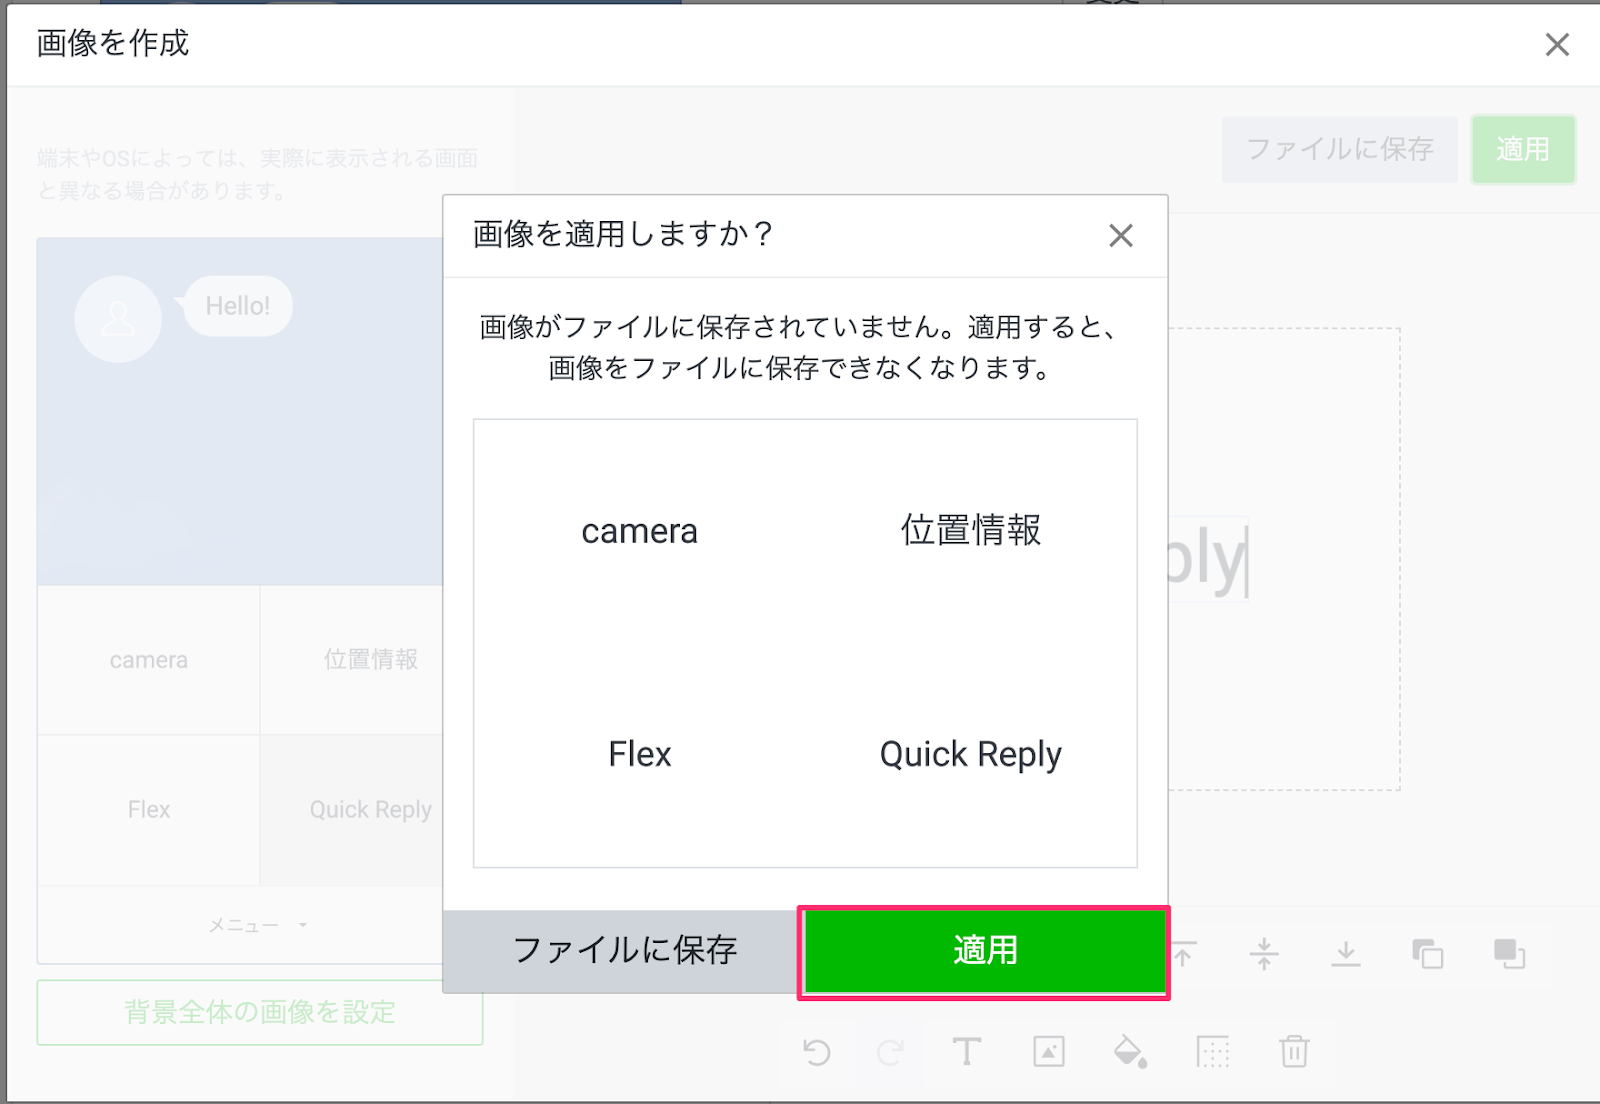 画像を作成
端末やOSによっては、実際に表示される画面
と異なる場合があります。
ファイルに保存
適用
Hello!
camera
位置情報
Flex
Quick Reply
メニュー
背景全体の画像を設定
画像を適用しますか？
画像がファイルに保存されていません。適用すると、
画像をファイルに保存できなくなります。
camera
位置情報
Flex
Quick Reply
ファイルに保存
適用
ply